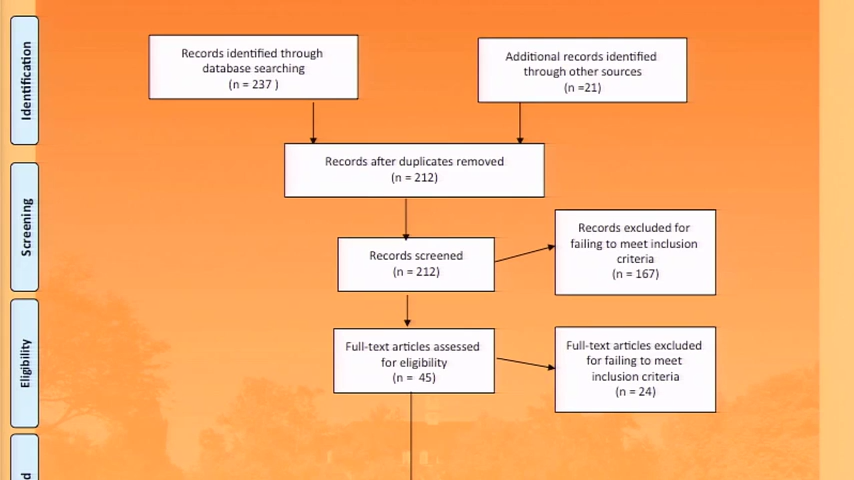 Identification
Records identified through
database searching
(n = 237 )
Additional records identified
through other sources
(n =21)
Records after duplicates removed
(n = 212)
Screening
Records screened
(n = 212)
Records excluded for
failing to meet inclusion
criteria
(n = 167)
Eligibility
Full-text articles assessed
for eligibility
(n = 45)
Full-text articles excluded
for failing to meet
inclusion criteria
(n = 24)